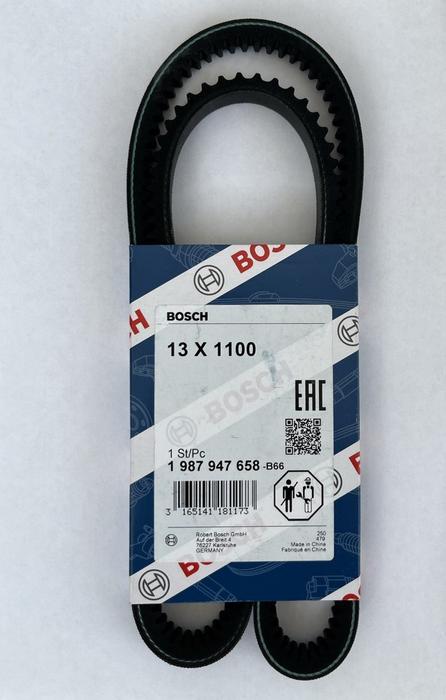 BOSCH
H
BOSCH
13 X 1100
BOSCH
EAC
1 St/Pc
1 987 947 658 -B66
3 165141 181173
Robert Bosch GmbH
Auf der Breit 4
76227 Karlsruhe
GERMANY
250
479
Made in China
Fabriqué en Chine
BOSCH